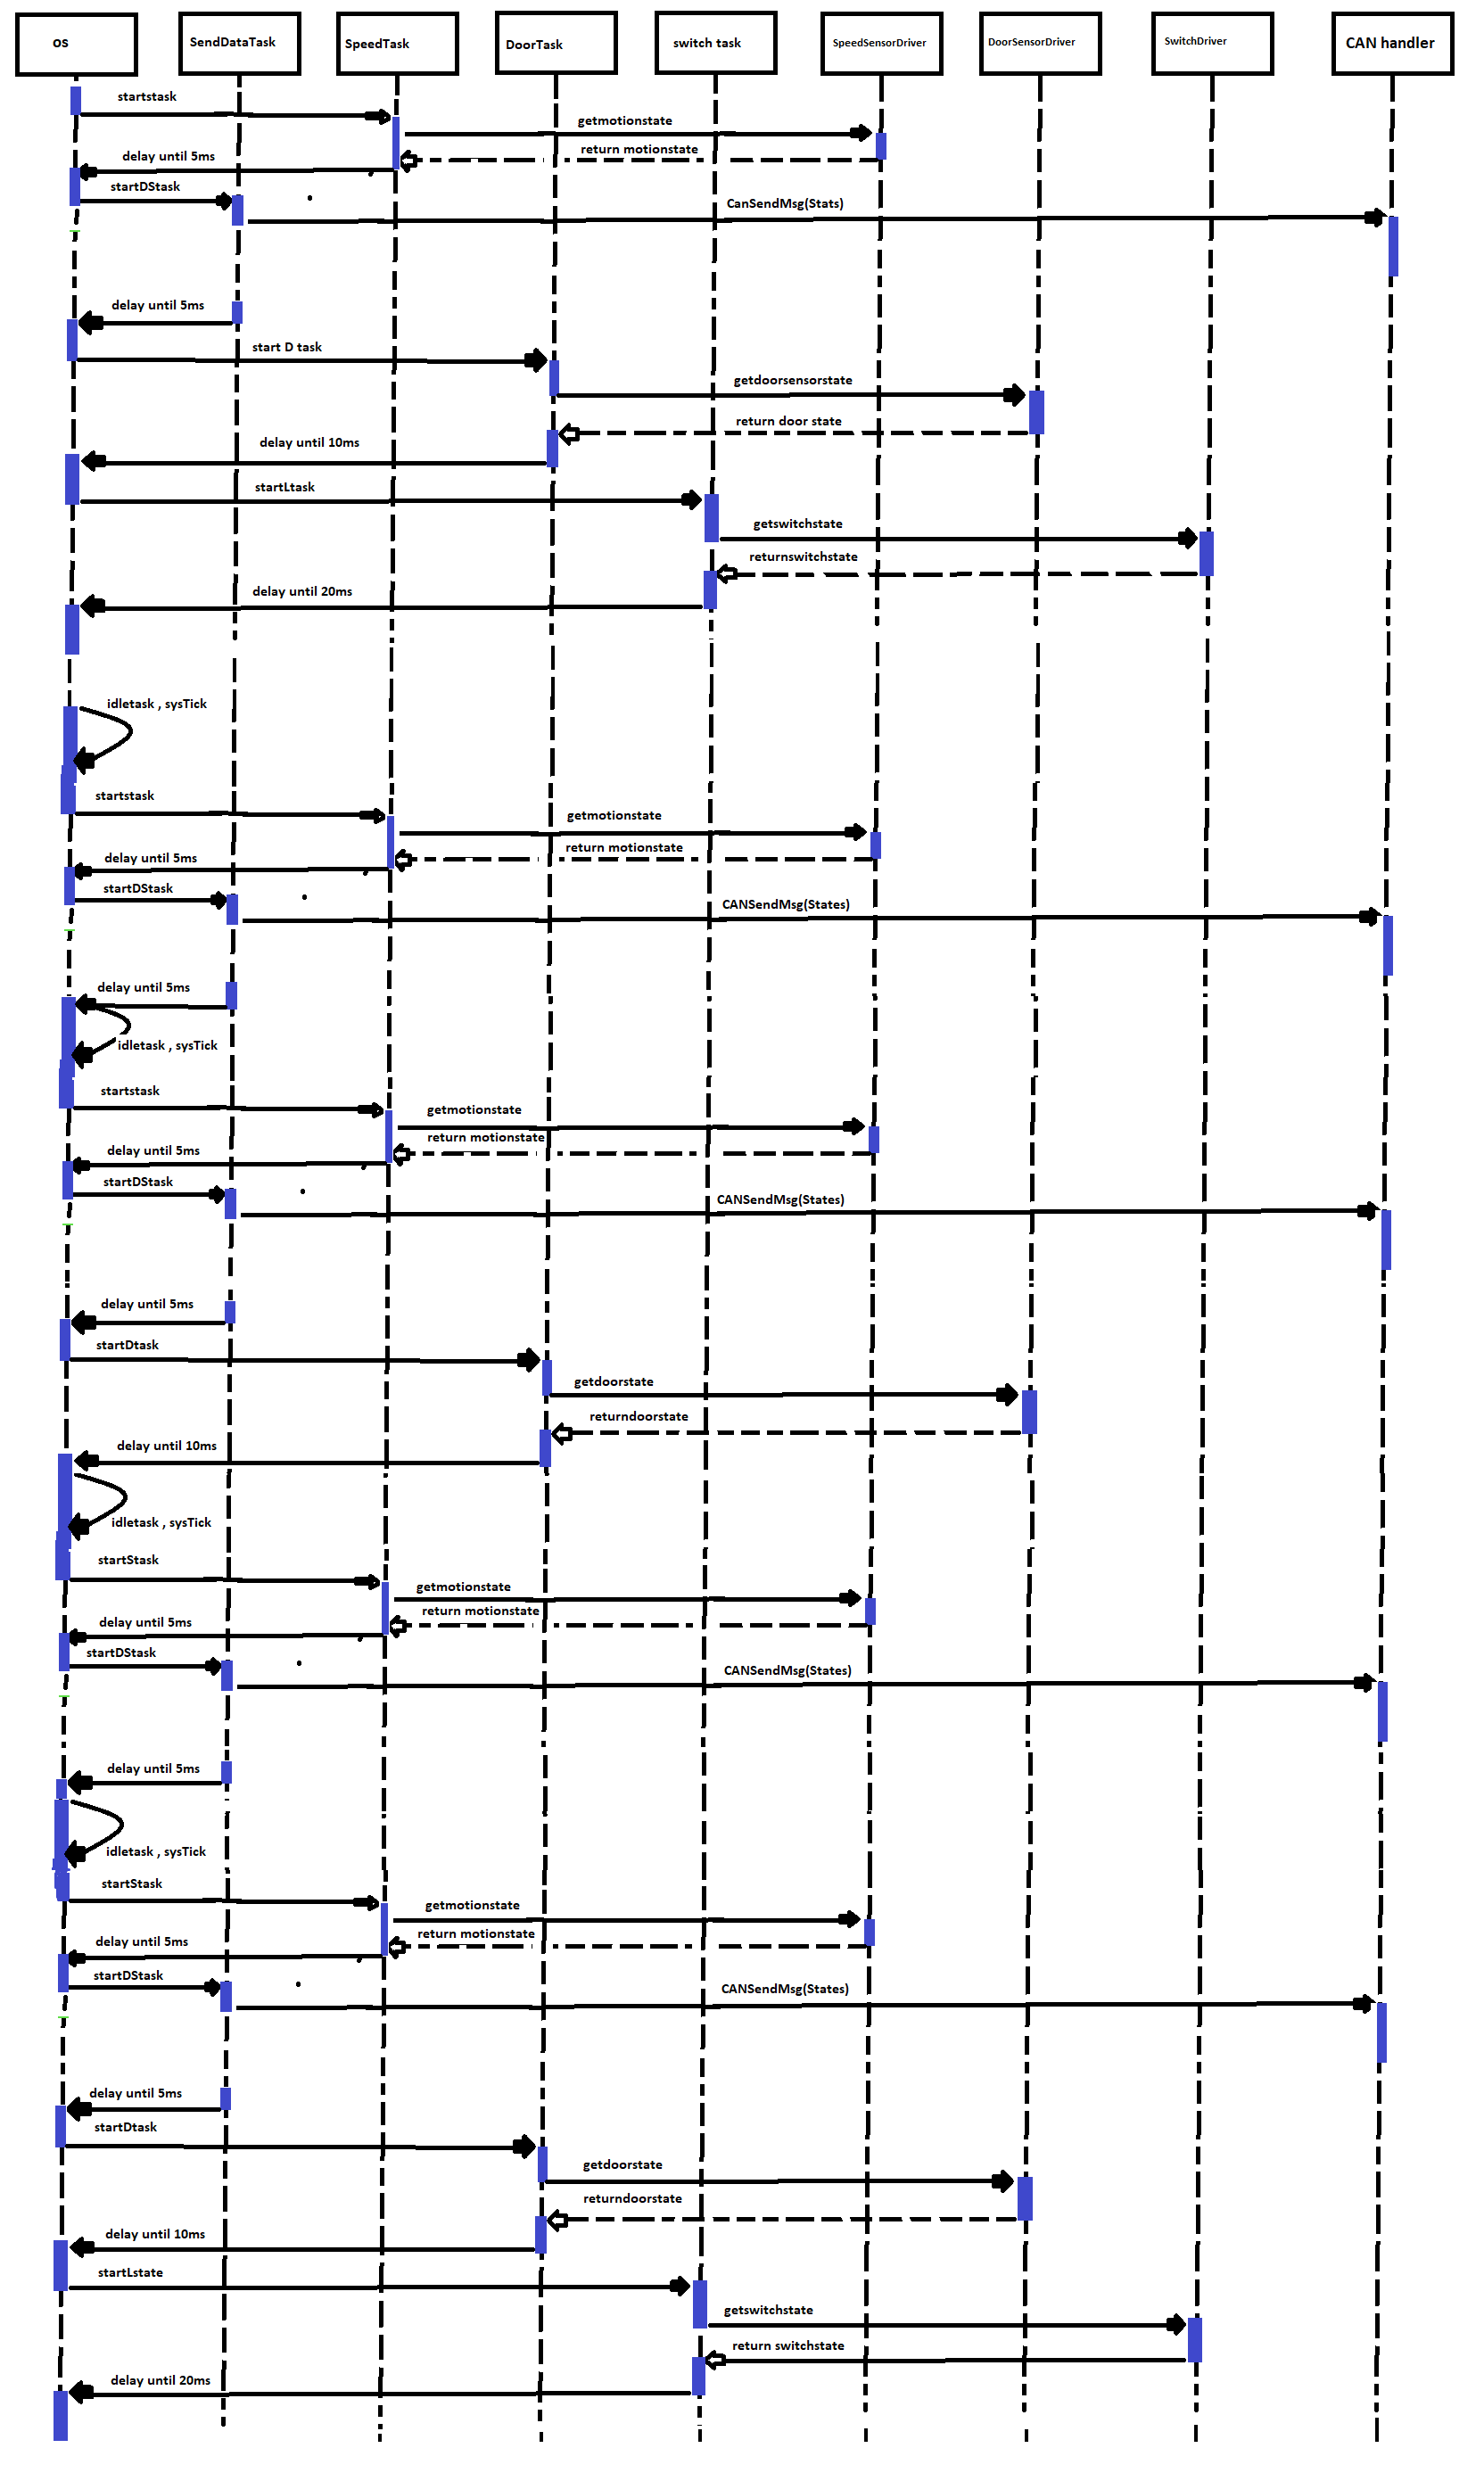 OS
SendDataTask
SpeedTask
DoorTask
switch task
SpeedSensorDriver
DoorSensorDriver
SwitchDriver
CAN handler
startstask
getmotionstate
return motionstate
delay until 5ms
startDStask
CanSendMsg(Stats)
delay until 5ms
start D task
getdoorsensorstate
return door state
delay until 10ms
startLtask
getswitchstate
returnswitchstate
delay until 20ms
idletask , sysTick
startstask
getmotionstate
return motionstate
delay until 5ms
startDStask
CANSendMsg(States)
delay until 5ms
idletask , sysTick
startstask
getmotionstate
return motionstate
delay until 5ms
startDStask
CANSendMsg(States)
delay until 5ms
startDtask
getdoorstate
returndoorstate
delay until 10ms
idletask , sysTick
startStask
getmotionstate
return motionstate
delay until 5ms
startDStask
CANSendMsg(States)
delay until 5ms
idletask , sysTick
startStask
getmotionstate
return motionstate
delay until 5ms
startDStask
CANSendMsg(States)
delay until 5ms
startDtask
getdoorstate
returndoorstate
delay until 10ms
startLstate
getswitchstate
return switchstate
delay until 20ms